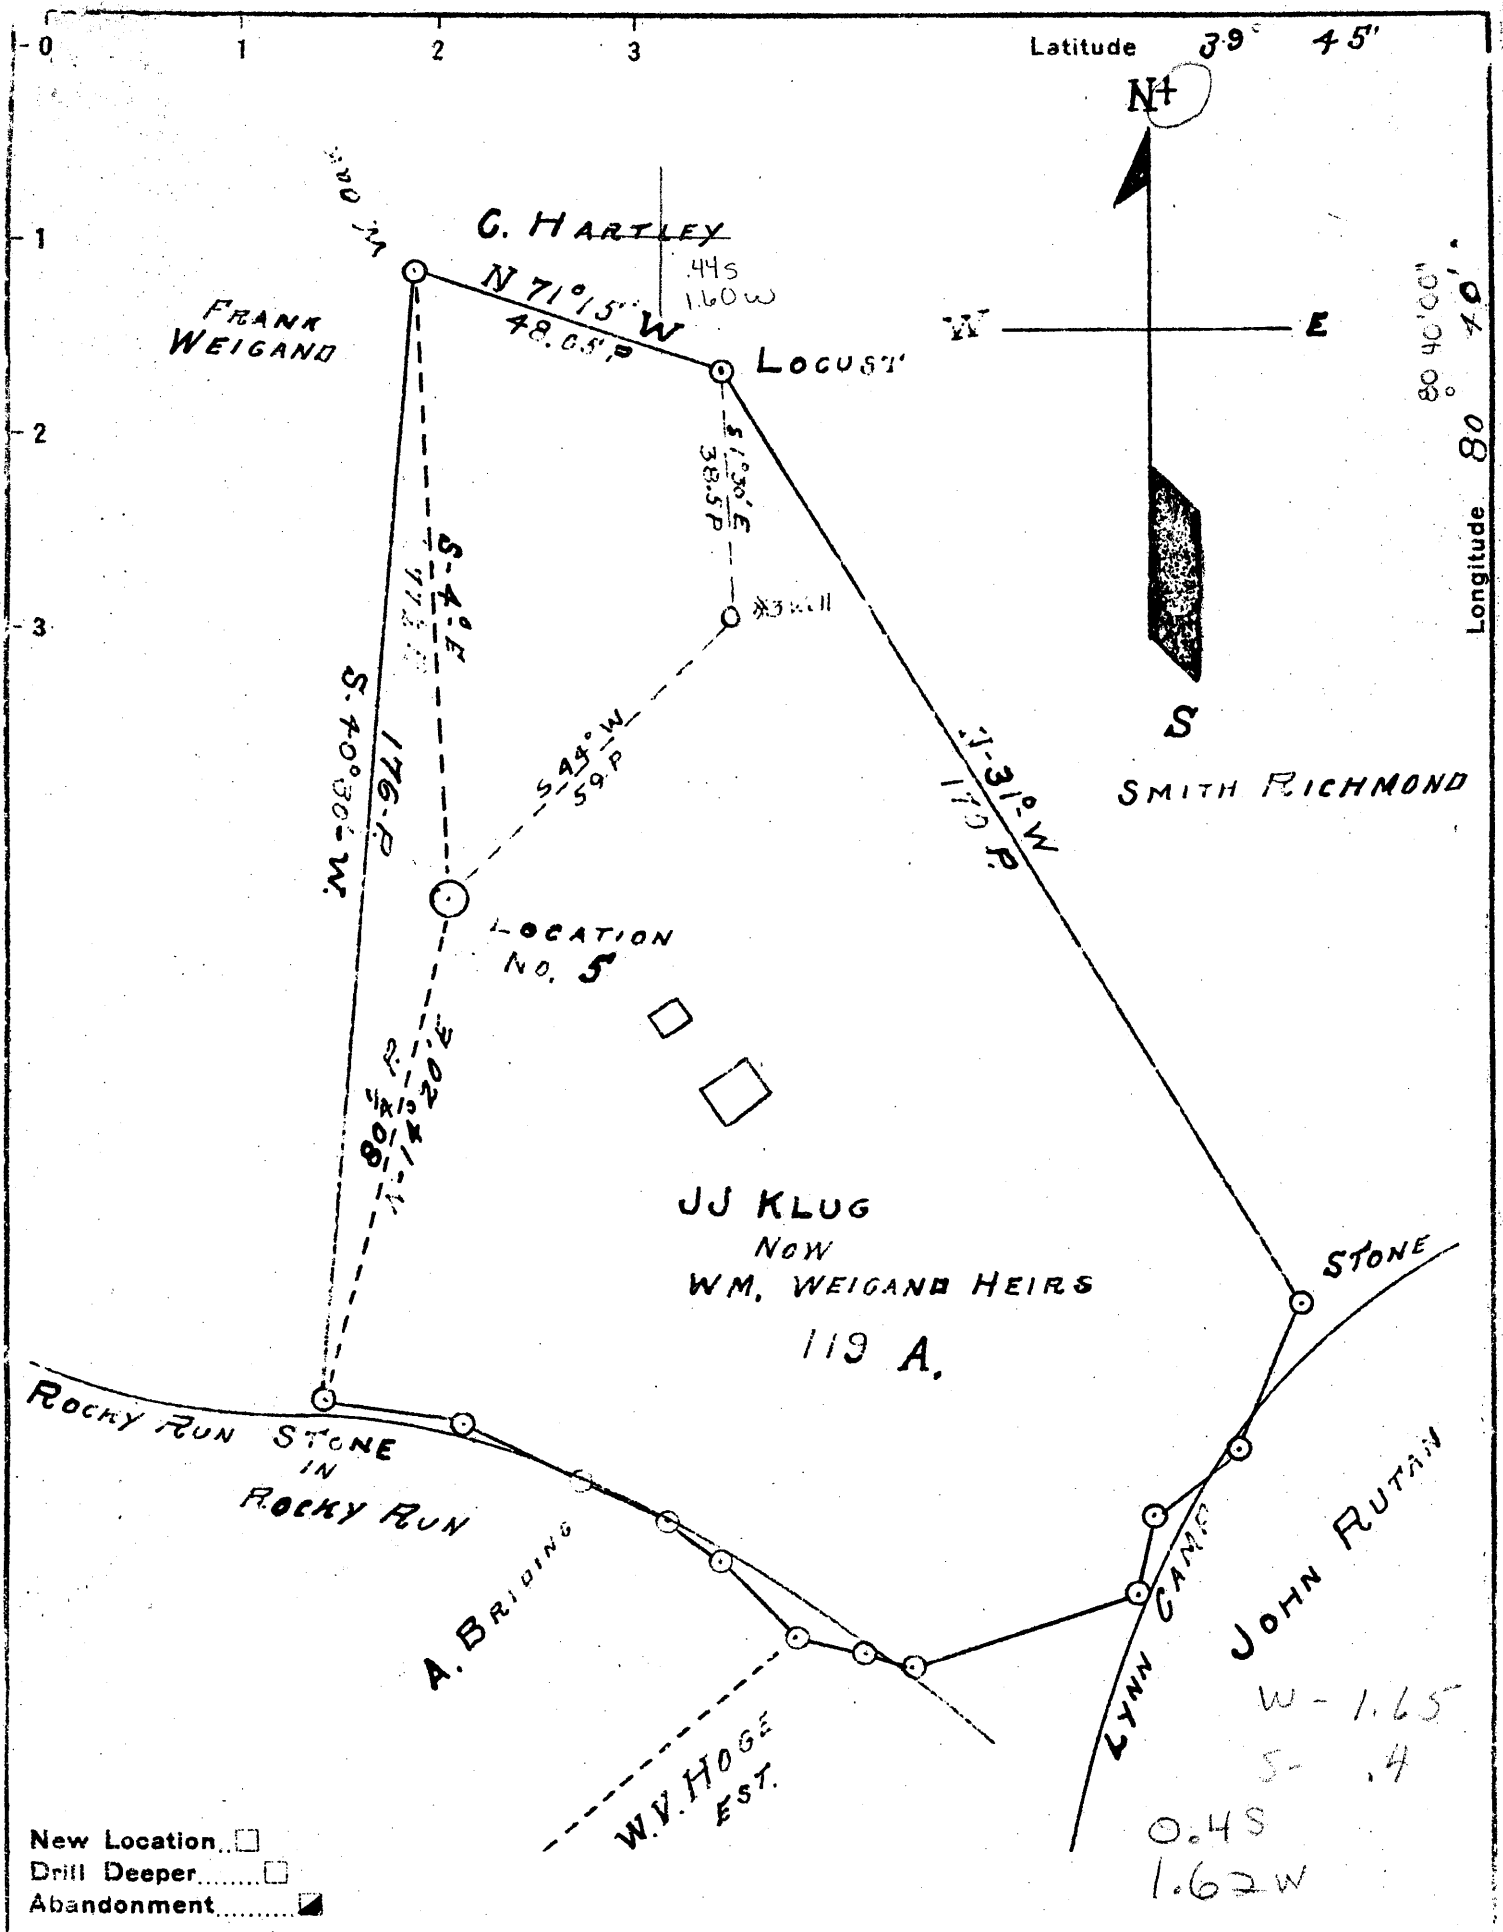 0 1 2 3
Latitude 39° 45"
N+
1
C. HARTLEY
.44S
1.60W
N 71°15" W
48.05 P
FRANK
WEIGAND
W. Oak
LOCUST
W E
80° 40'00"
Longitude 80 40'
2
S 1°30' E
38.5 P
S-4° E
3
#3 Well
S
S-44° W
59.P
S. 40°30'-W.
176-P
N-31° W
170 P.
SMITH RICHMOND
LOCATION
NO. 5
JJ KLUG
NOW
WM. WEIGAND HEIRS
119 A.
STONE
ROCKY RUN
STONE
IN
ROCKY RUN
A. BRIDING
W.V. HOGE
EST.
LYNN CAMP
JOHN RUTAN
W - 1.65
S - .4
0.4S
1.62W
New Location..
Drill Deeper........
Abandonment.........